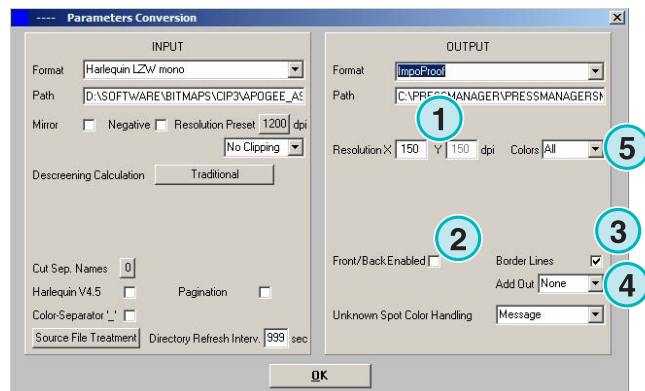 ---- Parameters Conversion
INPUT
Format Harlequin LZW mono
Path D:\SOFTWARE\BITMAPS\CIP3\APOGEE_AS
Mirror Negative Resolution Preset 1200 dpi
No Clipping
Descreening Calculation Traditional
Cut Sep. Names 0
Harlequin V4.5 Pagination
Color-Separator '_'
Source File Treatment Directory Refresh Interv. 999 sec
OUTPUT
Format ImpoProof
Path C:\PRESSMANAGER\PRESSMANAGERSM
1
Resolution X 150 Y 150 dpi Colors All 5
2
3
Front/Back Enabled Border Lines
Add Out None 4
Unknown Spot Color Handling Message
OK